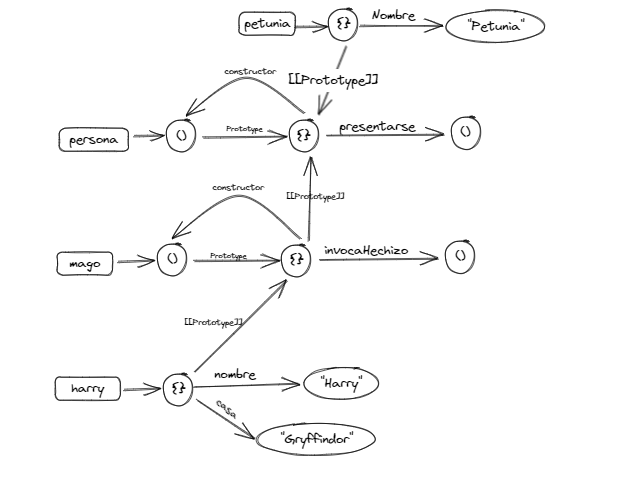 petunia
{}
Nombre
"Petunia"
[[Prototype]]
constructor
persona
()
Prototype
{}
presentarse
()
[[Prototype]]
constructor
mago
()
Prototype
{}
invocaHechizo
()
[[Prototype]]
harry
{}
nombre
"Harry"
casa
"Gryffindor"